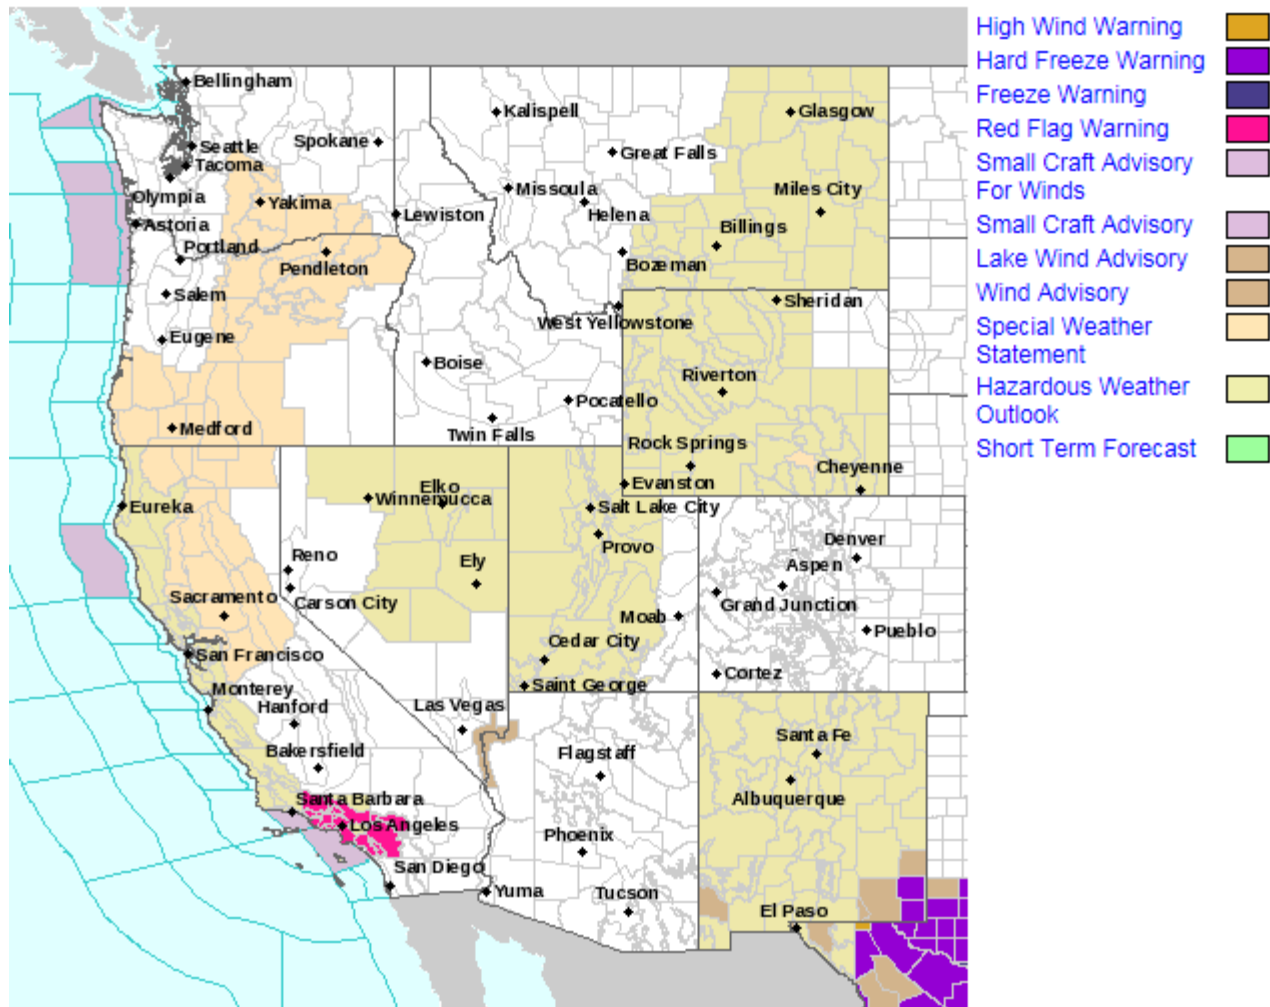 Bellingham
Kalispell
Glasgow
Spokane
Seattle
Great Falls
Tacoma
Missoula
Miles City
Olympia
Yakima
Lewiston
Helena
Astoria
Billings
Portland
Pendleton
Bozeman
Salem
Sheridan
West Yellowstone
Eugene
Boise
Riverton
Pocatello
Medford
Twin Falls
Rock Springs
Cheyenne
Elko
Evanston
Winnemucca
Eureka
Salt Lake City
Denver
Provo
Reno
Ely
Aspen
Sacramento
Carson City
Grand Junction
Moab
Pueblo
Cedar City
San Francisco
Cortez
Saint George
Monterey
Hanford
Las Vegas
Santa Fe
Bakersfield
Flagstaff
Santa Barbara
Albuquerque
Los Angeles
Phoenix
San Diego
Yuma
Tucson
El Paso
High Wind Warning
Hard Freeze Warning
Freeze Warning
Red Flag Warning
Small Craft Advisory
For Winds
Small Craft Advisory
Lake Wind Advisory
Wind Advisory
Special Weather
Statement
Hazardous Weather
Outlook
Short Term Forecast